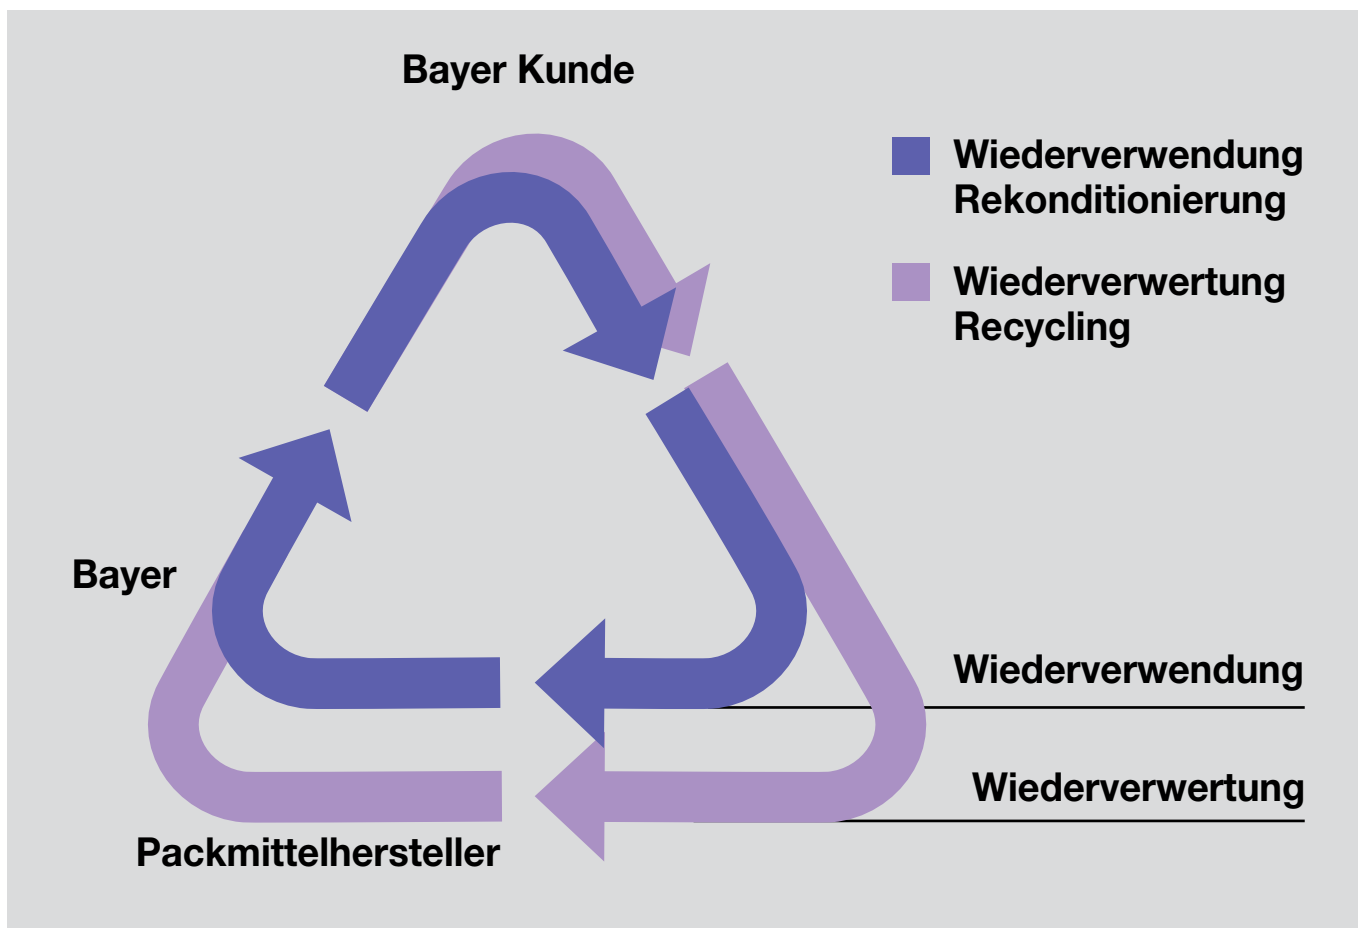 Bayer Kunde
Wiederverwendung
Rekonditionierung
Wiederverwertung
Recycling
Bayer
Wiederverwendung
Wiederverwertung
Packmittelhersteller